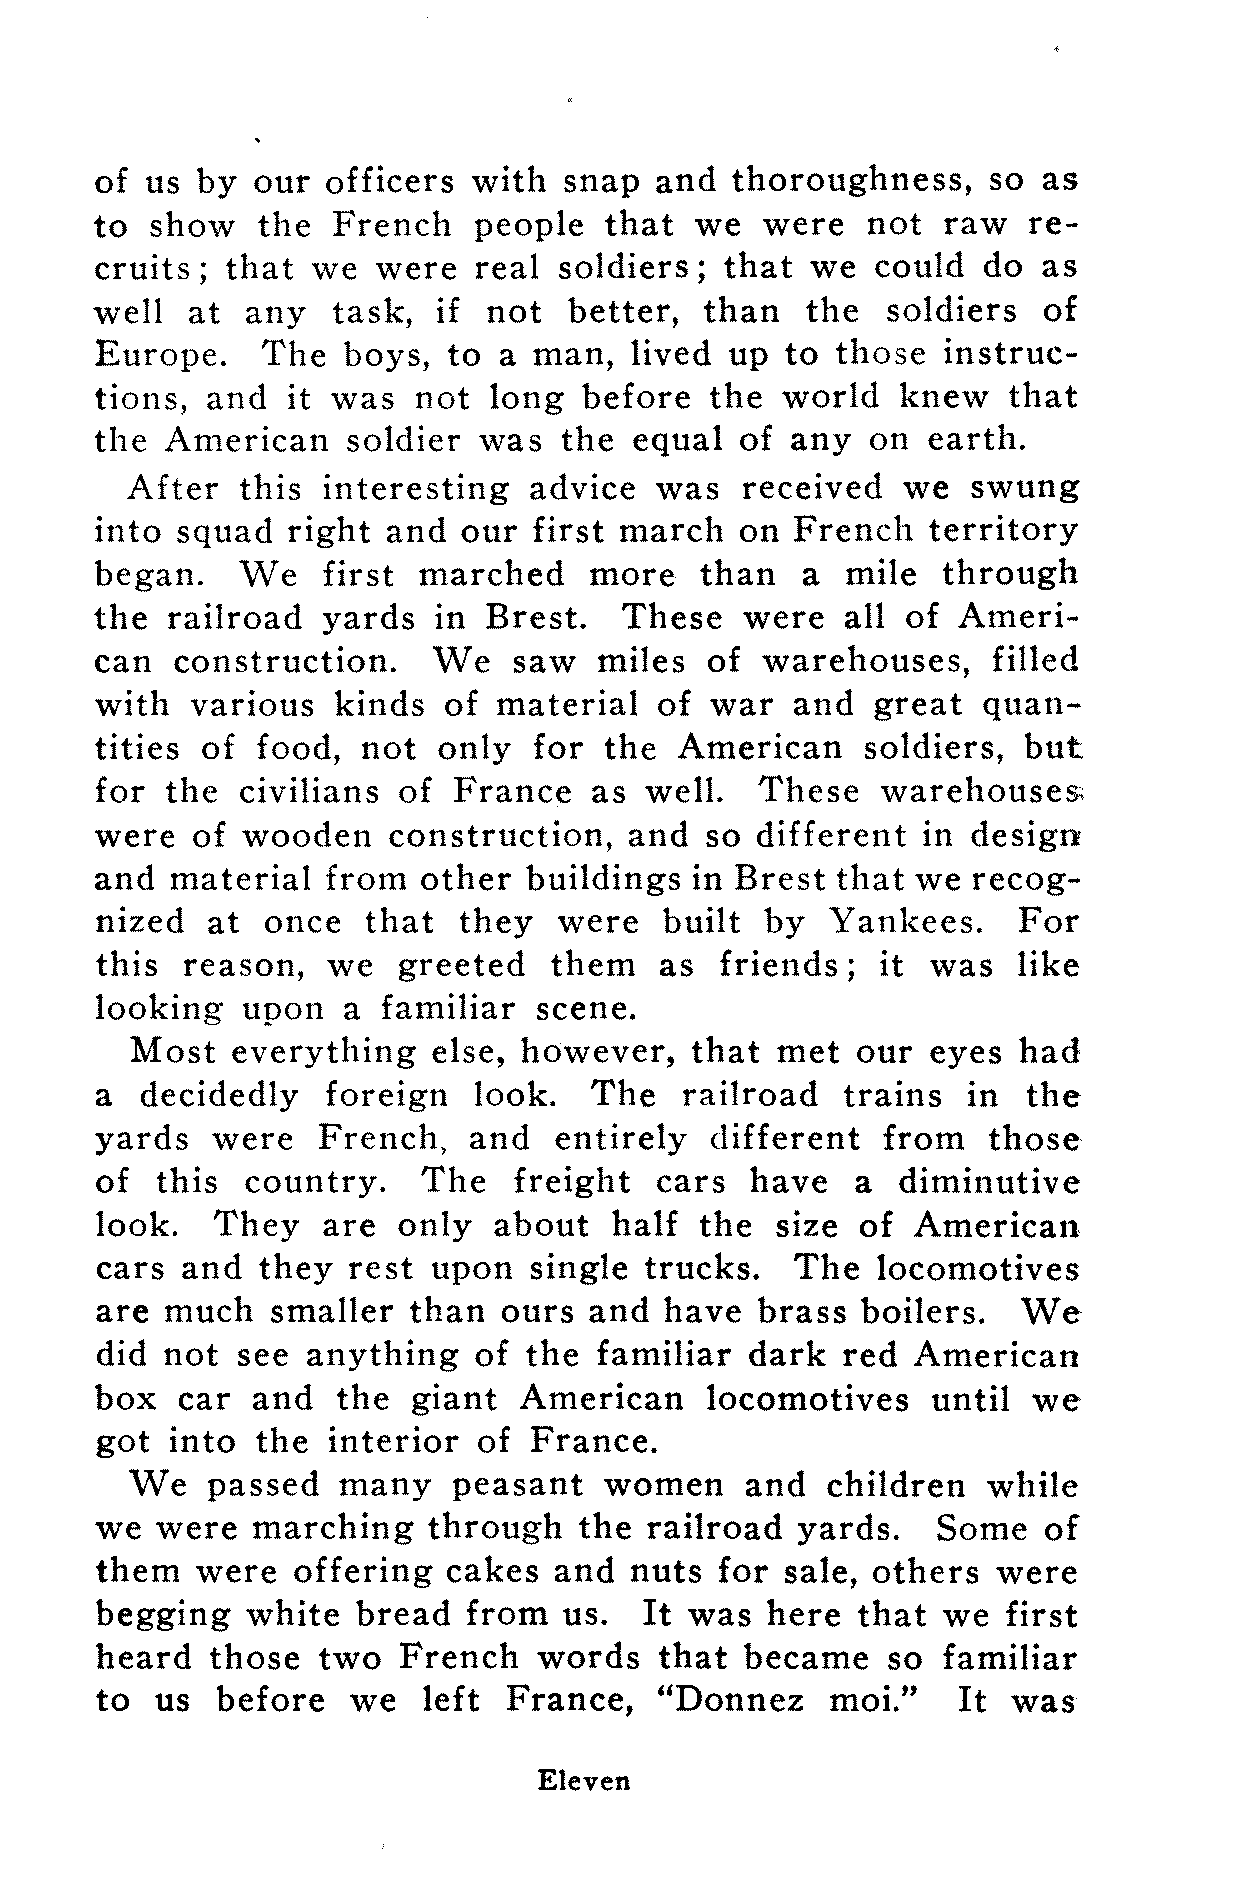 of us by our officers with snap and thoroughness, so as
to show the French people that we were not raw re-
cruits; that we were real soldiers; that we could do as
well at any task, if not better, than the soldiers of
Europe. The boys, to a man, lived up to those instruc-
tions, and it was not long before the world knew that
the American soldier was the equal of any on earth.
After this interesting advice was received we swung
into squad right and our first march on French territory
began. We first marched more than a mile through
the railroad yards in Brest. These were all of Ameri-
can construction. We saw miles of warehouses, filled
with various kinds of material of war and great quan-
tities of food, not only for the American soldiers, but
for the civilians of France as well. These warehouses
were of wooden construction, and so different in design
and material from other buildings in Brest that we recog-
nized at once that they were built by Yankees. For
this reason, we greeted them as friends; it was like
looking upon a familiar scene.
Most everything else, however, that met our eyes had
a decidedly foreign look. The railroad trains in the
yards were French, and entirely different from those
of this country. The freight cars have a diminutive
look. They are only about half the size of American
cars and they rest upon single trucks. The locomotives
are much smaller than ours and have brass boilers. We
did not see anything of the familiar dark red American
box car and the giant American locomotives until we
got into the interior of France.
We passed many peasant women and children while
we were marching through the railroad yards. Some of
them were offering cakes and nuts for sale, others were
begging white bread from us. It was here that we first
heard those two French words that became so familiar
to us before we left France, “Donnez moi.” It was
Eleven